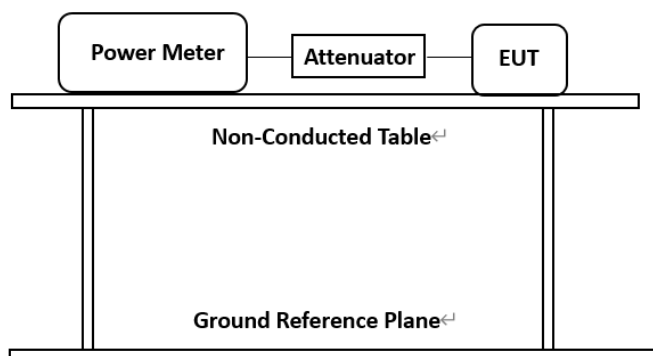 Power Meter
Attenuator
EUT
Non-Conducted Table↵
Ground Reference Plane↵